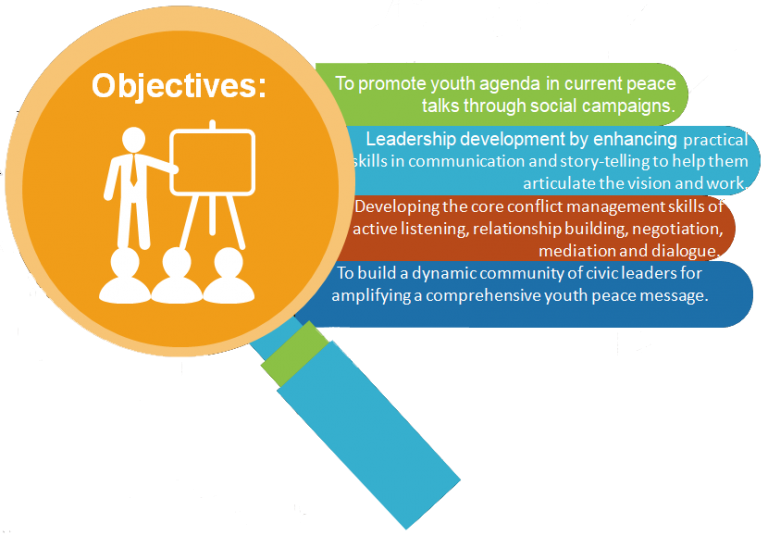 Objectives:
To promote youth agenda in current peace
talks through social campaigns.
Leadership development by enhancing practical
skills in communication and story-telling to help them
articulate the vision and work.
Developing the core conflict management skills of
active listening, relationship building, negotiation,
mediation and dialogue.
To build a dynamic community of civic leaders for
amplifying a comprehensive youth peace message.